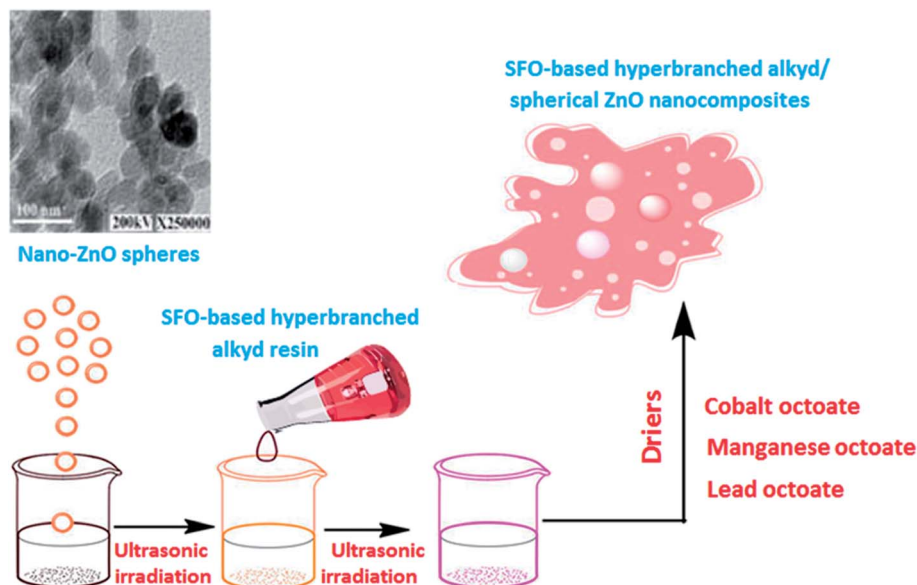 100 nm
200kV X250000
Nano-ZnO spheres
SFO-based hyperbranched alkyd/
spherical ZnO nanocomposites
SFO-based hyperbranched
alkyd resin
Ultrasonic
irradiation
Ultrasonic
irradiation
Driers
Cobalt octoate
Manganese octoate
Lead octoate